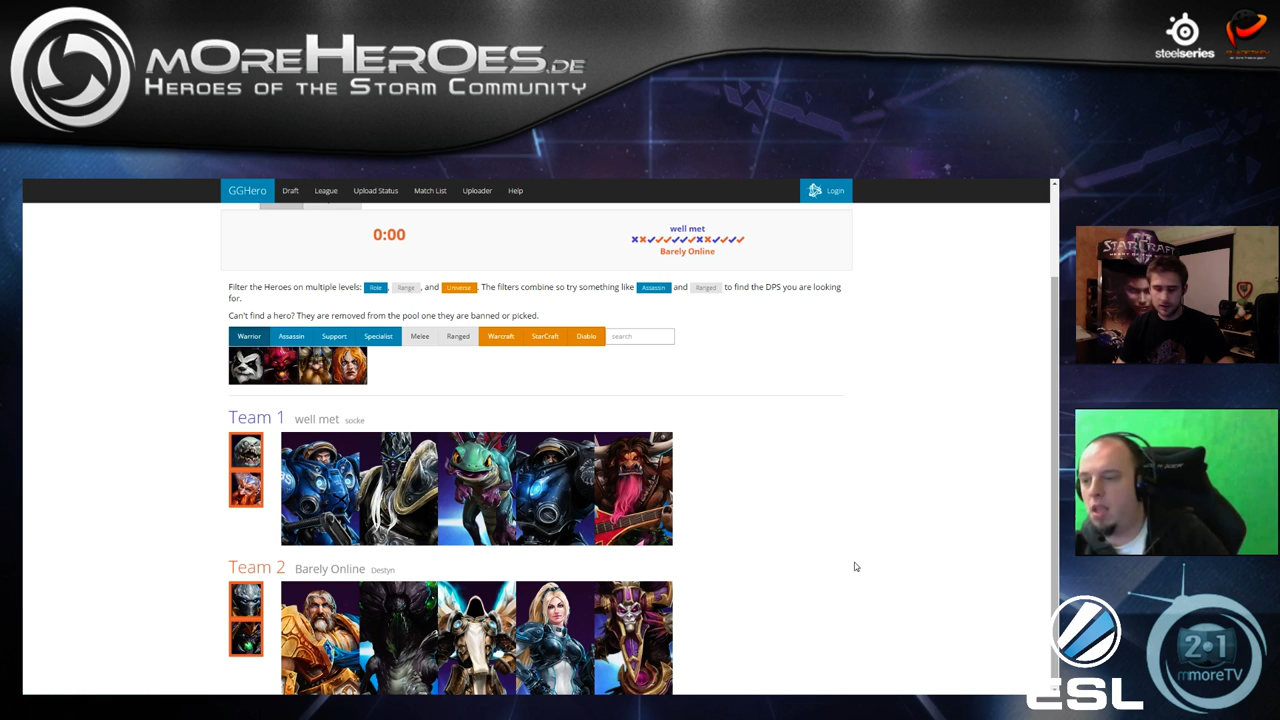 mOreHerOes.de
Heroes of the Storm Community
steelseries
GGHero Draft League Upload Status Match List Uploader Help Login
0:00
well met
Barely Online
Filter the Heroes on multiple levels: Role, Range, and Universe. The filters combine so try something like Assassin and Ranged to find the DPS you are looking
for.
Can't find a hero? They are removed from the pool one they are banned or picked.
Warrior Assassin Support Specialist Melee Ranged Warcraft StarCraft Diablo search
STARCRAFT
Team 1 well met socke
Team 2 Barely Online Destyn
2•1
mmoreTV
ESL